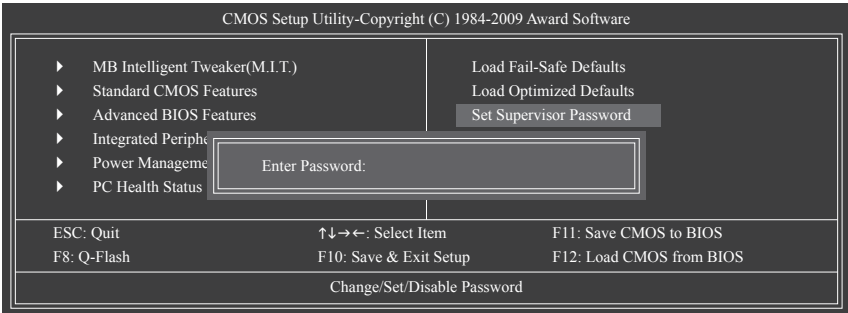 CMOS Setup Utility-Copyright (C) 1984-2009 Award Software
MB Intelligent Tweaker(M.I.T.)
Standard CMOS Features
Advanced BIOS Features
Integrated Periphe
Power Manageme
PC Health Status
Load Fail-Safe Defaults
Load Optimized Defaults
Set Supervisor Password
Enter Password:
ESC: Quit
↑↓→←: Select Item
F11: Save CMOS to BIOS
F8: Q-Flash
F10: Save & Exit Setup
F12: Load CMOS from BIOS
Change/Set/Disable Password